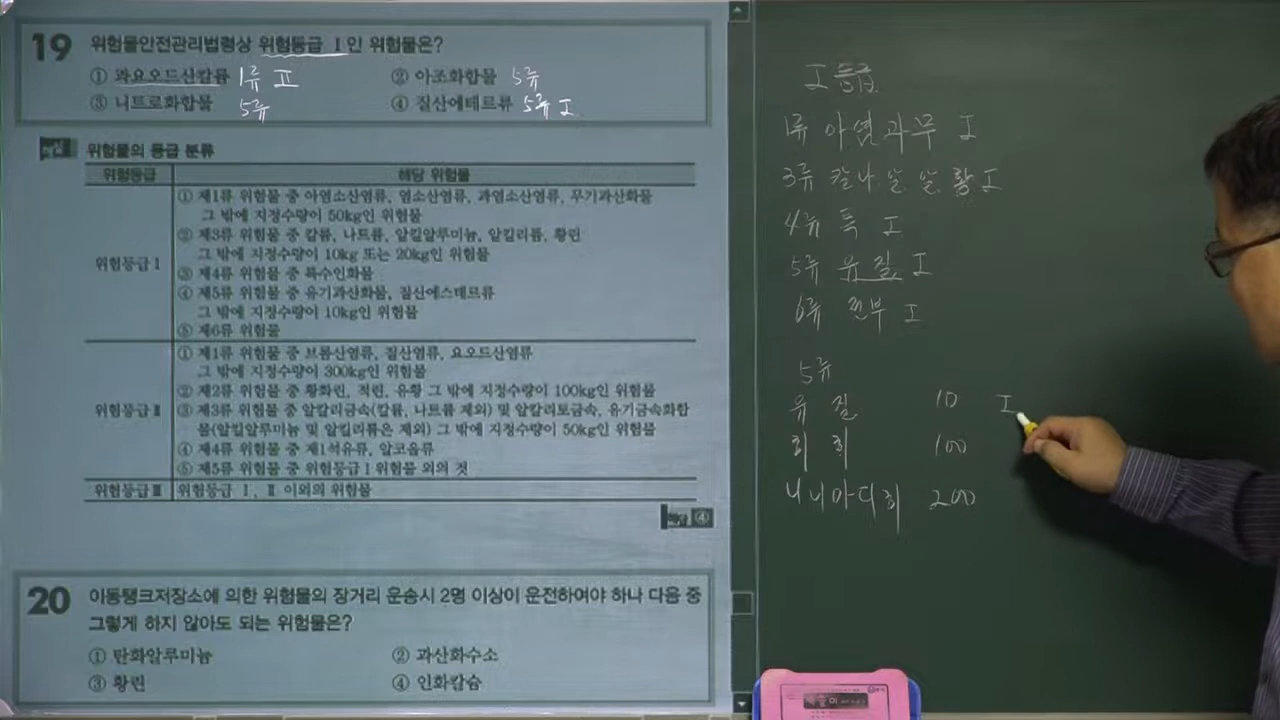 19 위험물안전관리법령상 위험등급 Ⅰ인 위험물은?
① 과요오드산칼륨 1류 Ⅱ ② 아조화합물 5류
③ 니트로화합물 5류 ④ 질산에테르류 5류 Ⅰ
해설 위험물의 등급 분류
위험등급 해당 위험물
위험등급 Ⅰ
① 제1류 위험물 중 아염소산염류, 염소산염류, 과염소산염류, 무기과산화물
그 밖에 지정수량이 50kg인 위험물
② 제3류 위험물 중 칼륨, 나트륨, 알킬알루미늄, 알킬리튬, 황린
그 밖에 지정수량이 10kg 또는 20kg인 위험물
③ 제4류 위험물 중 특수인화물
④ 제5류 위험물 중 유기과산화물, 질산에스테르류
그 밖에 지정수량이 10kg인 위험물
⑤ 제6류 위험물
위험등급 Ⅱ
① 제1류 위험물 중 브롬산염류, 질산염류, 요오드산염류
그 밖에 지정수량이 300kg인 위험물
② 제2류 위험물 중 황화린, 적린, 유황 그 밖에 지정수량이 100kg인 위험물
③ 제3류 위험물 중 알칼리금속(칼륨, 나트륨 제외) 및 알칼리토금속, 유기금속화합
물(알킬알루미늄 및 알킬리튬은 제외) 그 밖에 지정수량이 50kg인 위험물
④ 제4류 위험물 중 제1석유류, 알코올류
⑤ 제5류 위험물 중 위험등급 Ⅰ 위험물 외의 것
위험등급 Ⅲ 위험등급 Ⅰ, Ⅱ 이외의 위험물
해답 ④
20 이동탱크저장소에 의한 위험물의 장거리 운송시 2명 이상이 운전하여야 하나 다음 중
그렇게 하지 않아도 되는 위험물은?
① 탄화알루미늄 ② 과산화수소
③ 황린 ④ 인화칼슘
Ⅰ등급
1류 아염과무 Ⅰ
3류 칼나알알황 Ⅰ
4류 특 Ⅰ
5류 유질 Ⅰ
6류 전부 Ⅰ
5류
유 질 10 Ⅰ
히 히 100
니니아디히 200